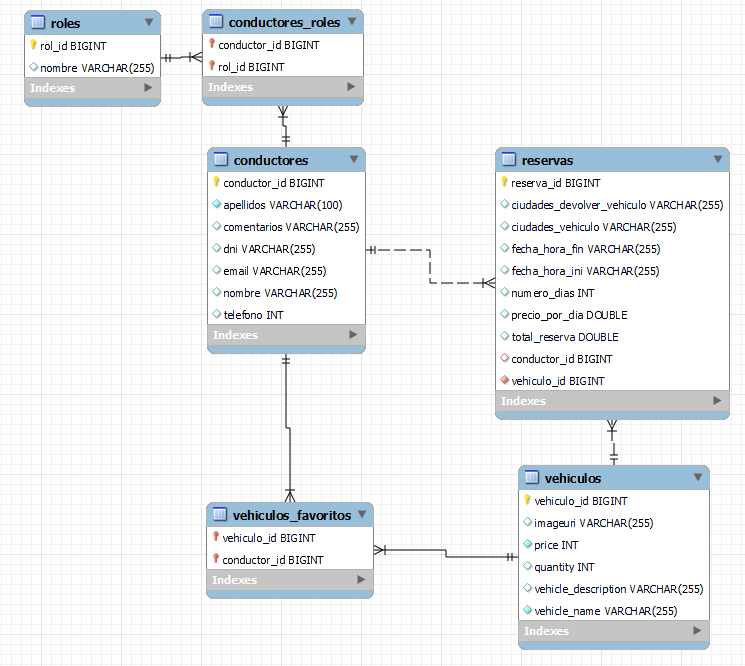 roles
rol_id BIGINT
nombre VARCHAR(255)
Indexes
conductores_roles
conductor_id BIGINT
rol_id BIGINT
Indexes
conductores
conductor_id BIGINT
apellidos VARCHAR(100)
comentarios VARCHAR(255)
dni VARCHAR(255)
email VARCHAR(255)
nombre VARCHAR(255)
telefono INT
Indexes
reservas
reserva_id BIGINT
ciudades_devolver_vehiculo VARCHAR(255)
ciudades_vehiculo VARCHAR(255)
fecha_hora_fin VARCHAR(255)
fecha_hora_ini VARCHAR(255)
numero_dias INT
precio_por_dia DOUBLE
total_reserva DOUBLE
conductor_id BIGINT
vehiculo_id BIGINT
Indexes
vehiculos_favoritos
vehiculo_id BIGINT
conductor_id BIGINT
Indexes
vehiculos
vehiculo_id BIGINT
imageuri VARCHAR(255)
price INT
quantity INT
vehicle_description VARCHAR(255)
vehicle_name VARCHAR(255)
Indexes